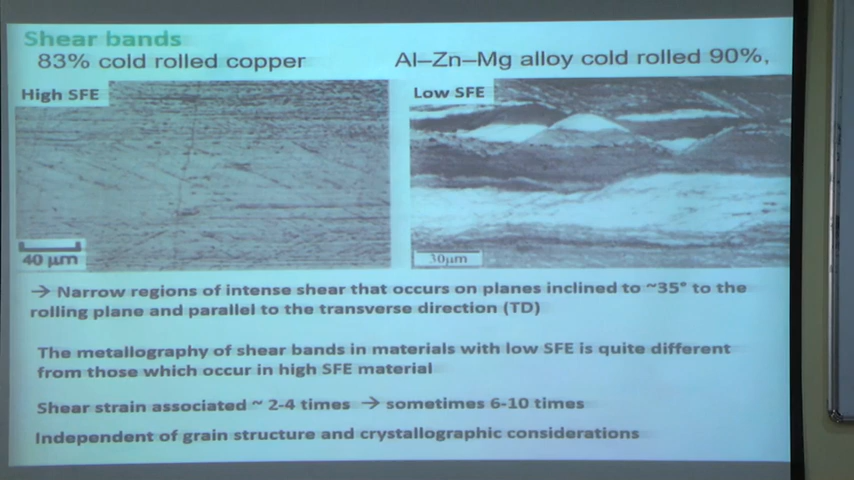 Shear bands
83% cold rolled copper
Al–Zn–Mg alloy cold rolled 90%,
High SFE
Low SFE
40 μm
30μm
→ Narrow regions of intense shear that occurs on planes inclined to ~35° to the
rolling plane and parallel to the transverse direction (TD)
The metallography of shear bands in materials with low SFE is quite different
from those which occur in high SFE material
Shear strain associated ~ 2-4 times → sometimes 6-10 times
Independent of grain structure and crystallographic considerations